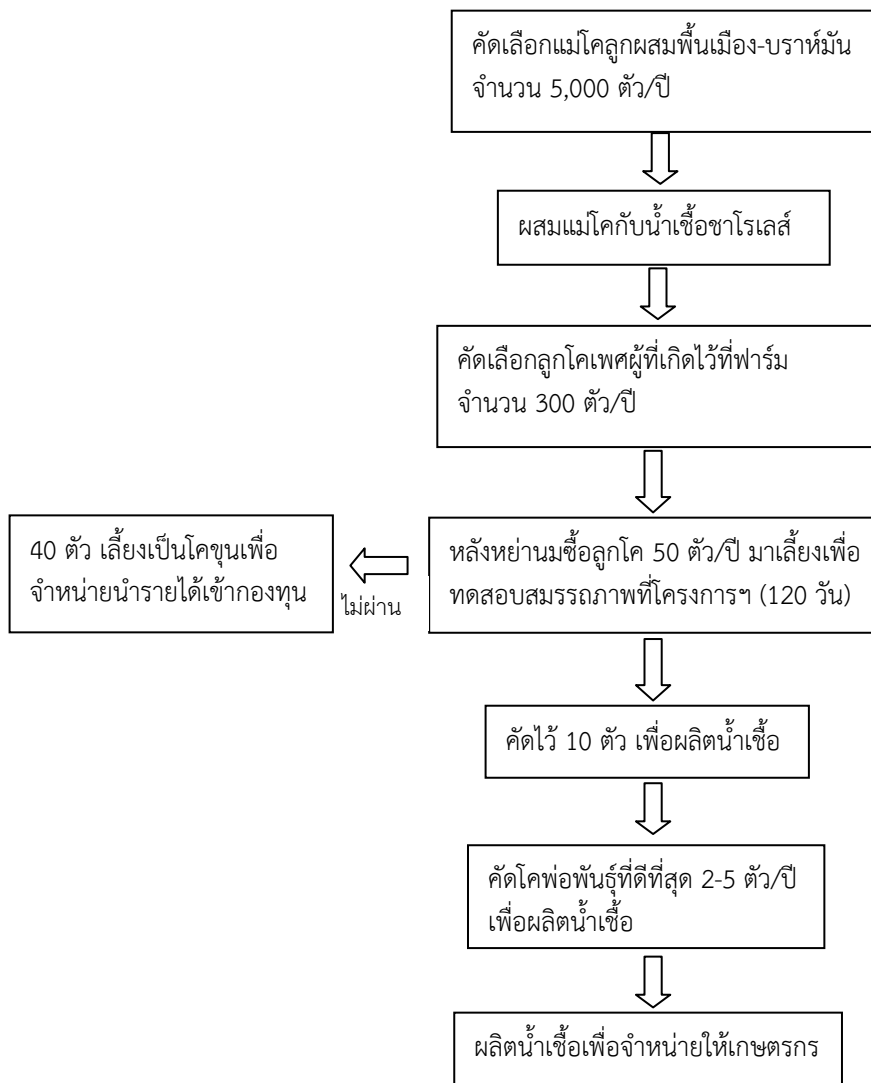 คัดเลือกแม่โคลูกผสมพื้นเมือง-บราห์มัน
จำนวน 5,000 ตัว/ปี
ผสมแม่โคกับน้ำเชื้อชาโรเลส์
คัดเลือกลูกโคเพศผู้ที่เกิดไว้ที่ฟาร์ม
จำนวน 300 ตัว/ปี
หลังหย่านมซื้อลูกโค 50 ตัว/ปี มาเลี้ยงเพื่อ
ทดสอบสมรรถภาพที่โครงการฯ (120 วัน)
ไม่ผ่าน
40 ตัว เลี้ยงเป็นโคขุนเพื่อ
จำหน่ายนำรายได้เข้ากองทุน
คัดไว้ 10 ตัว เพื่อผลิตน้ำเชื้อ
คัดโคพ่อพันธุ์ที่ดีที่สุด 2-5 ตัว/ปี
เพื่อผลิตน้ำเชื้อ
ผลิตน้ำเชื้อเพื่อจำหน่ายให้เกษตรกร